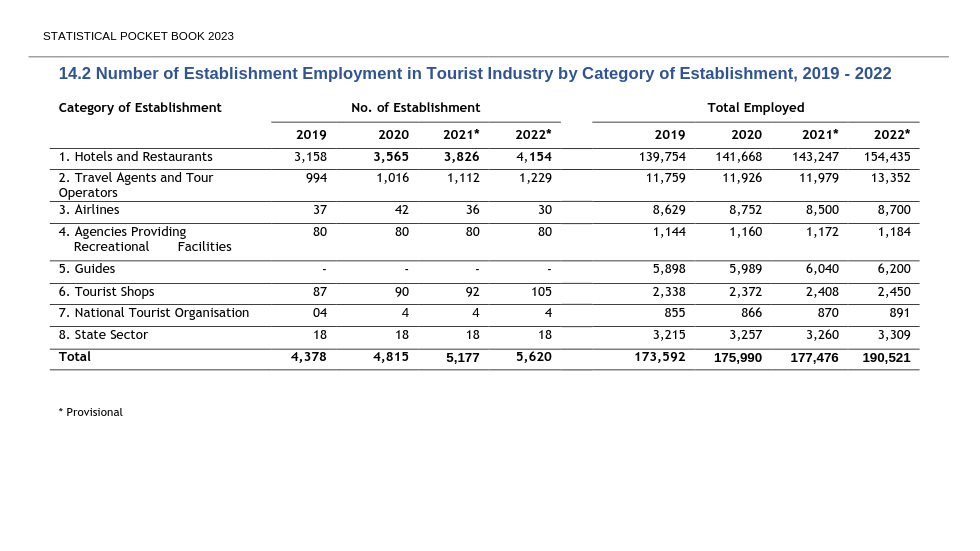 STATISTICAL POCKET BOOK 2023
14.2 Number of Establishment Employment in Tourist Industry by Category of Establishment, 2019 - 2022
Category of Establishment No. of Establishment Total Employed
2019 2020 2021* 2022* 2019 2020 2021* 2022*
1. Hotels and Restaurants 3,158 3,565 3,826 4,154 139,754 141,668 143,247 154,435
2. Travel Agents and Tour 994 1,016 1,112 1,229 11,759 11,926 11,979 13,352
Operators
3. Airlines 37 42 36 30 8,629 8,752 8,500 8,700
4. Agencies Providing 80 80 80 80 1,144 1,160 1,172 1,184
Recreational Facilities
5. Guides - - - - 5,898 5,989 6,040 6,200
6. Tourist Shops 87 90 92 105 2,338 2,372 2,408 2,450
7. National Tourist Organisation 04 4 4 4 855 866 870 891
8. State Sector 18 18 18 18 3,215 3,257 3,260 3,309
Total 4,378 4,815 5,177 5,620 173,592 175,990 177,476 190,521
* Provisional